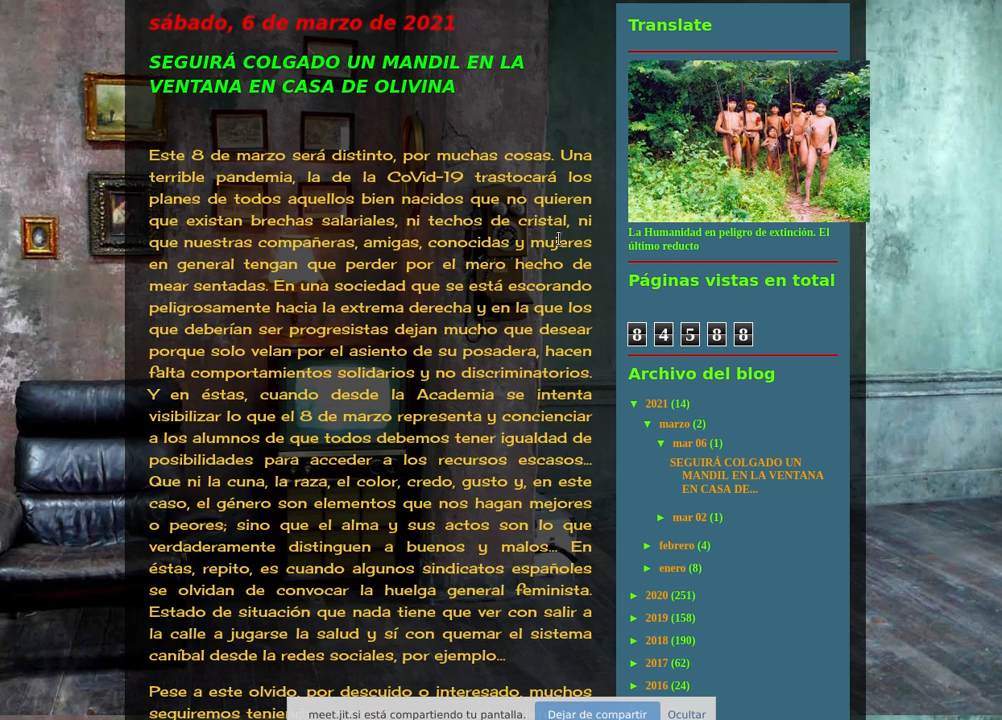 sábado, 6 de marzo de 2021
SEGUIRÁ COLGADO UN MANDIL EN LA
VENTANA EN CASA DE OLIVINA
Este 8 de marzo será distinto, por muchas cosas. Una
terrible pandemia, la de la CoVid-19 trastocará los
planes de todos aquellos bien nacidos que no quieren
que existan brechas salariales, ni techos de cristal, ni
que nuestras compañeras, amigas, conocidas y mujeres
en general tengan que perder por el mero hecho de
mear sentadas. En una sociedad que se está escorando
peligrosamente hacia la extrema derecha y en la que los
que deberían ser progresistas dejan mucho que desear
porque solo velan por el asiento de su posadera, hacen
falta comportamientos solidarios y no discriminatorios.
Y en éstas, cuando desde la Academia se intenta
visibilizar lo que el 8 de marzo representa y concienciar
a los alumnos de que todos debemos tener igualdad de
posibilidades para acceder a los recursos escasos...
Que ni la cuna, la raza, el color, credo, gusto y, en este
caso, el género son elementos que nos hagan mejores
o peores; sino que el alma y sus actos son lo que
verdaderamente distinguen a buenos y malos... En
éstas, repito, es cuando algunos sindicatos españoles
se olvidan de convocar la huelga general feminista.
Estado de situación que nada tiene que ver con salir a
la calle a jugarse la salud y sí con quemar el sistema
caníbal desde la redes sociales, por ejemplo...
Pese a este olvido, por descuido o interesado, muchos
seguiremos
Translate
La Humanidad en peligro de extinción. El
último reducto
Páginas vistas en total
8 4 5 8 8
Archivo del blog
▼ 2021 (14)
▼ marzo (2)
▼ mar 06 (1)
SEGUIRÁ COLGADO UN
MANDIL EN LA VENTANA
EN CASA DE...
► mar 02 (1)
► febrero (4)
► enero (8)
► 2020 (251)
► 2019 (158)
► 2018 (190)
► 2017 (62)
► 2016 (24)
meet.jit.si está compartiendo tu pantalla. Dejar de compartir Ocultar